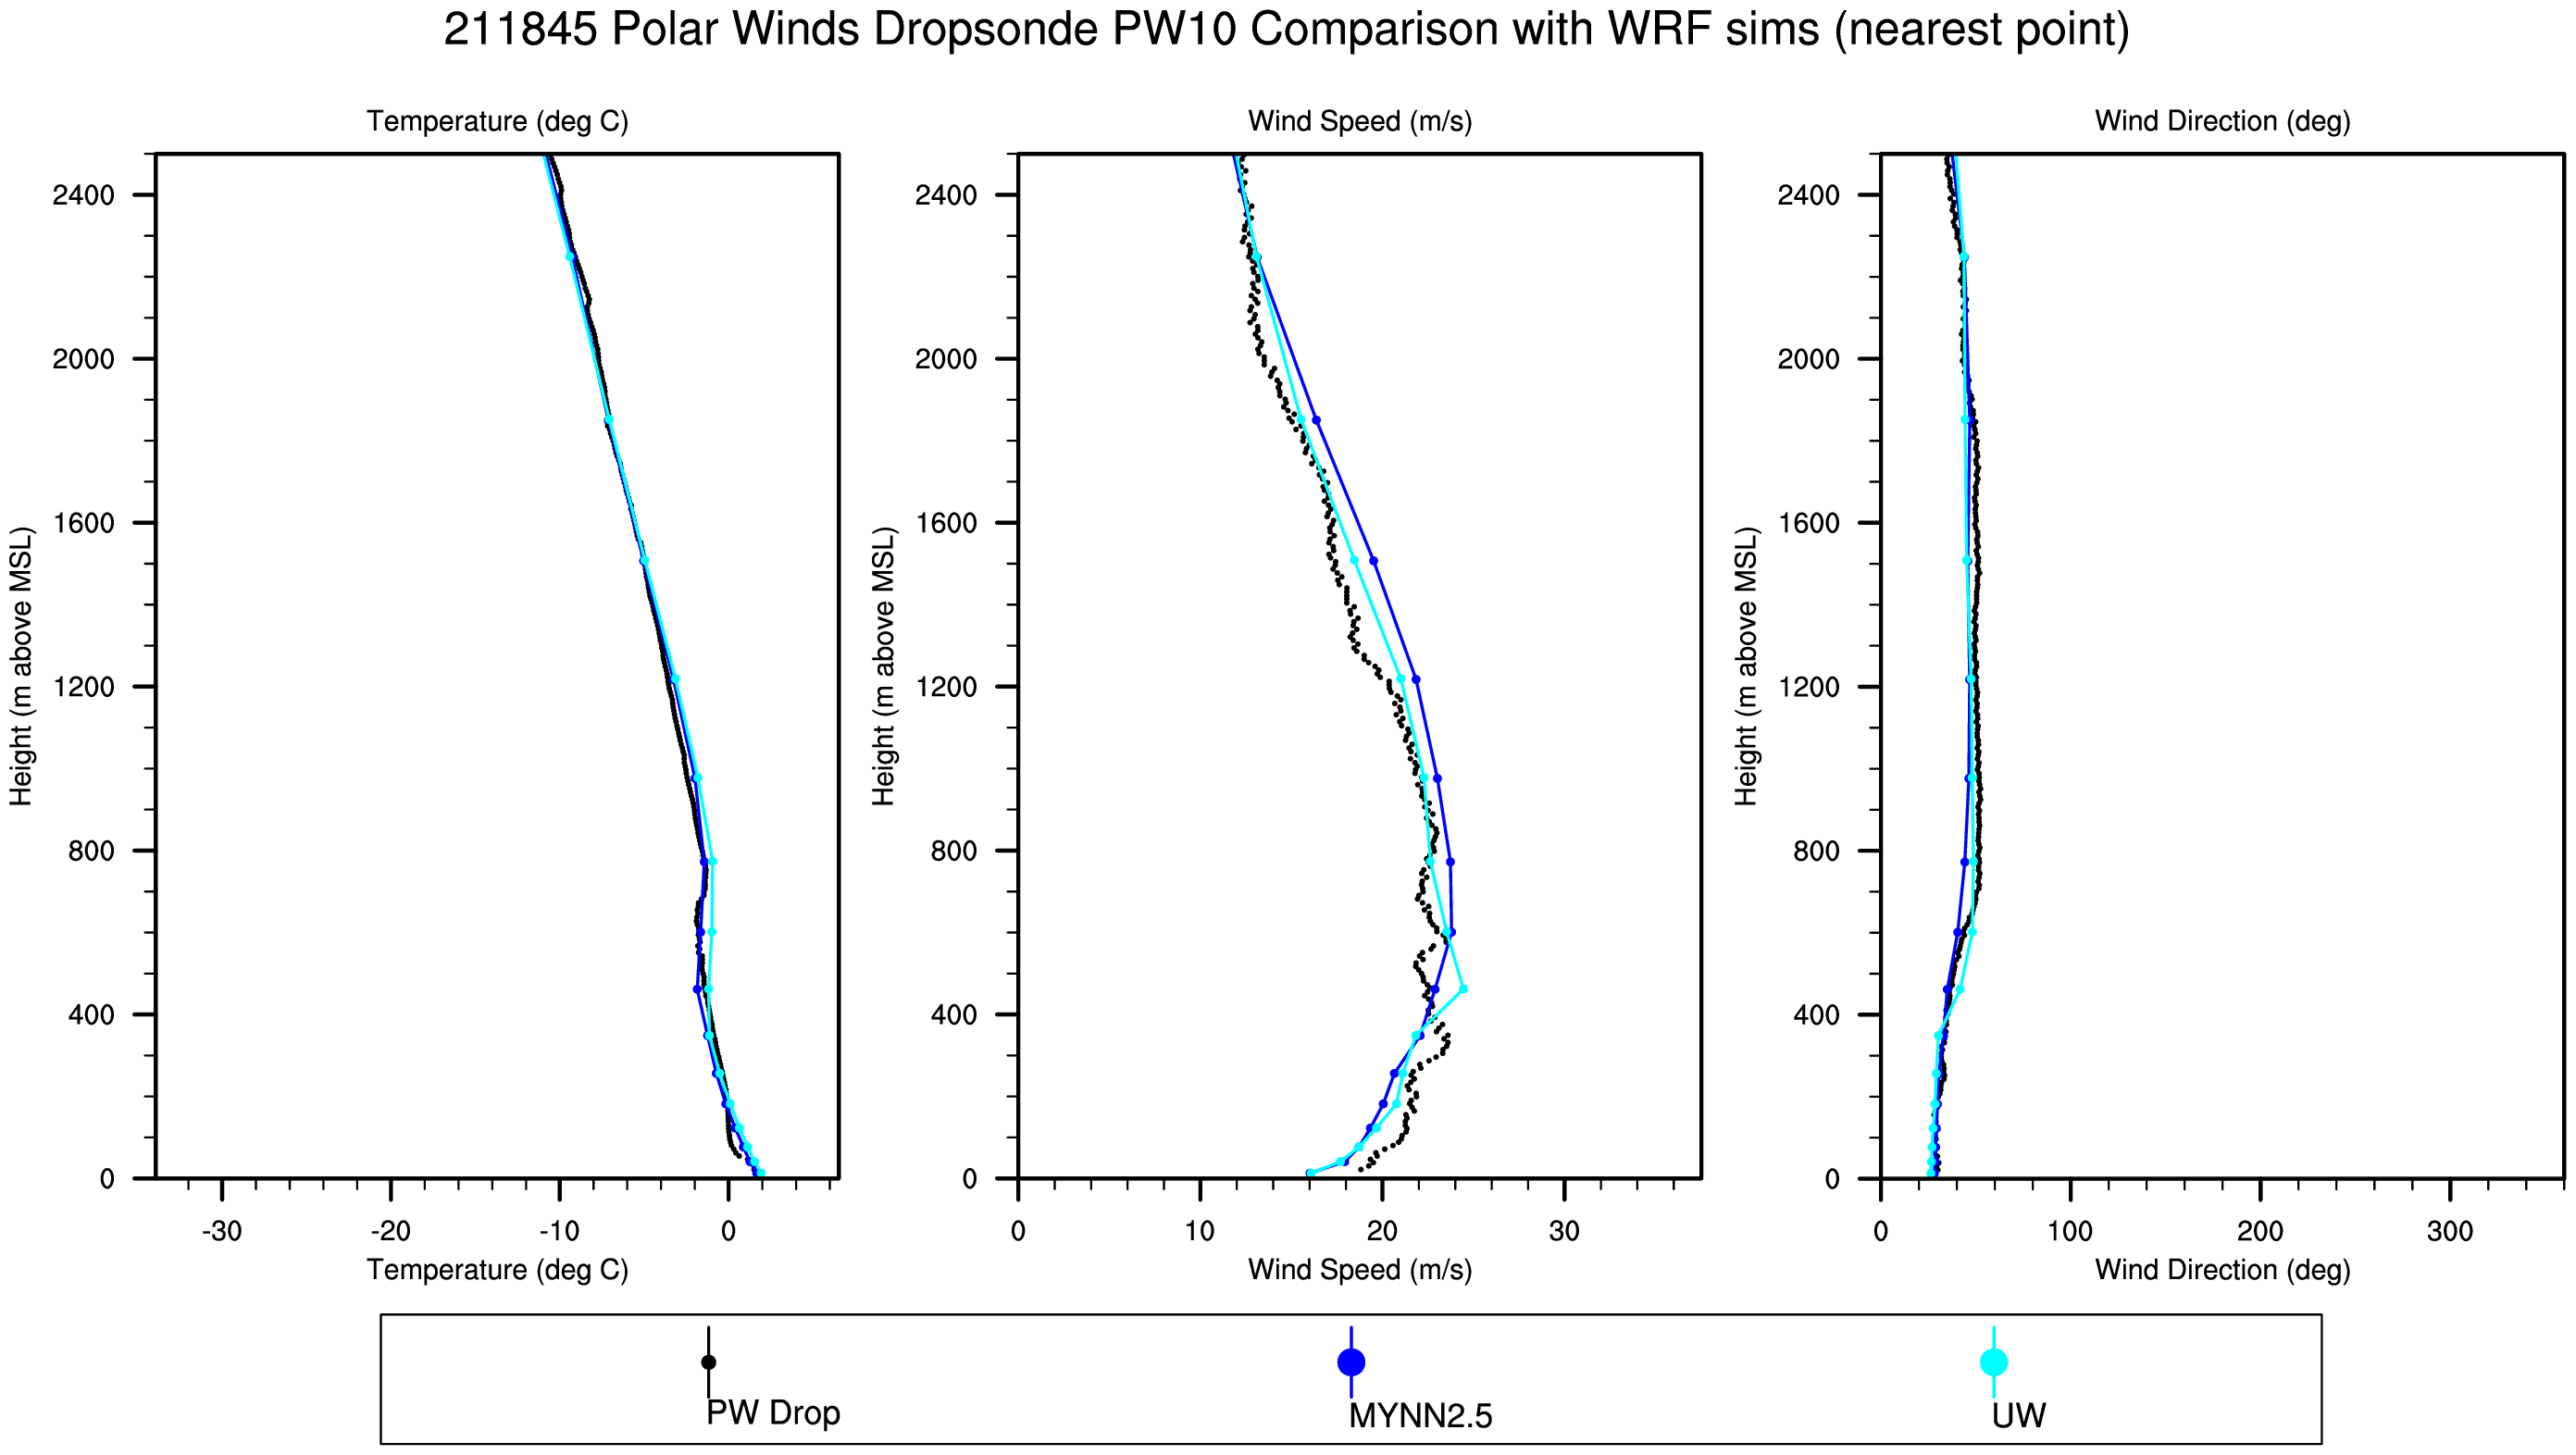 211845 Polar Winds Dropsonde PW10 Comparison with WRF sims (nearest point)
Temperature (deg C)
Wind Speed (m/s)
Wind Direction (deg)
Height (m above MSL)
2400
2000
1600
1200
800
400
0
-30
-20
-10
0
Temperature (deg C)
Height (m above MSL)
2400
2000
1600
1200
800
400
0
0
10
20
30
Wind Speed (m/s)
Height (m above MSL)
2400
2000
1600
1200
800
400
0
0
100
200
300
Wind Direction (deg)
PW Drop
MYNN2.5
UW